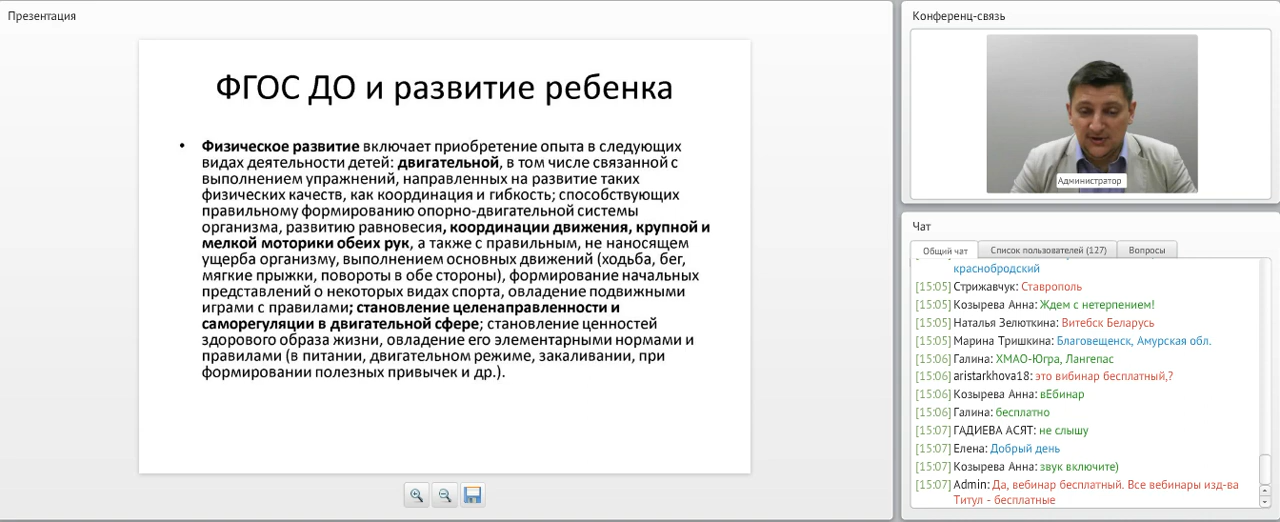 Презентация
ФГОС ДО и развитие ребенка
• Физическое развитие включает приобретение опыта в следующих
видах деятельности детей: двигательной, в том числе связанной с
выполнением упражнений, направленных на развитие таких
физических качеств, как координация и гибкость; способствующих
правильному формированию опорно-двигательной системы
организма, развитию равновесия, координации движения, крупной и
мелкой моторики обеих рук, а также с правильным, не наносящем
ущерба организму, выполнением основных движений (ходьба, бег,
мягкие прыжки, повороты в обе стороны), формирование начальных
представлений о некоторых видах спорта, овладение подвижными
играми с правилами; становление целенаправленности и
саморегуляции в двигательной сфере; становление ценностей
здорового образа жизни, овладение его элементарными нормами и
правилами (в питании, двигательном режиме, закаливании, при
формировании полезных привычек и др.).
Конференц-связь
Администратор
Чат
Общий чат Список пользователей (127) Вопросы
краснобродский
[15:05] Стрижавчук: Ставрополь
[15:05] Козырева Анна: Ждем с нетерпением!
[15:05] Наталья Зелюткина: Витебск Беларусь
[15:05] Марина Тришкина: Благовещенск, Амурская обл.
[15:06] Галина: ХМАО-Югра, Лангепас
[15:06] aristarkhova18: это вибинар бесплатный,?
[15:06] Козырева Анна: вЕбинар
[15:06] Галина: бесплатно
[15:07] ГАДИЕВА АСЯТ: не слышу
[15:07] Елена: Добрый день
[15:07] Козырева Анна: звук включите)
[15:07] Admin: Да, вебинар бесплатный. Все вебинары изд-ва
Титул - бесплатные